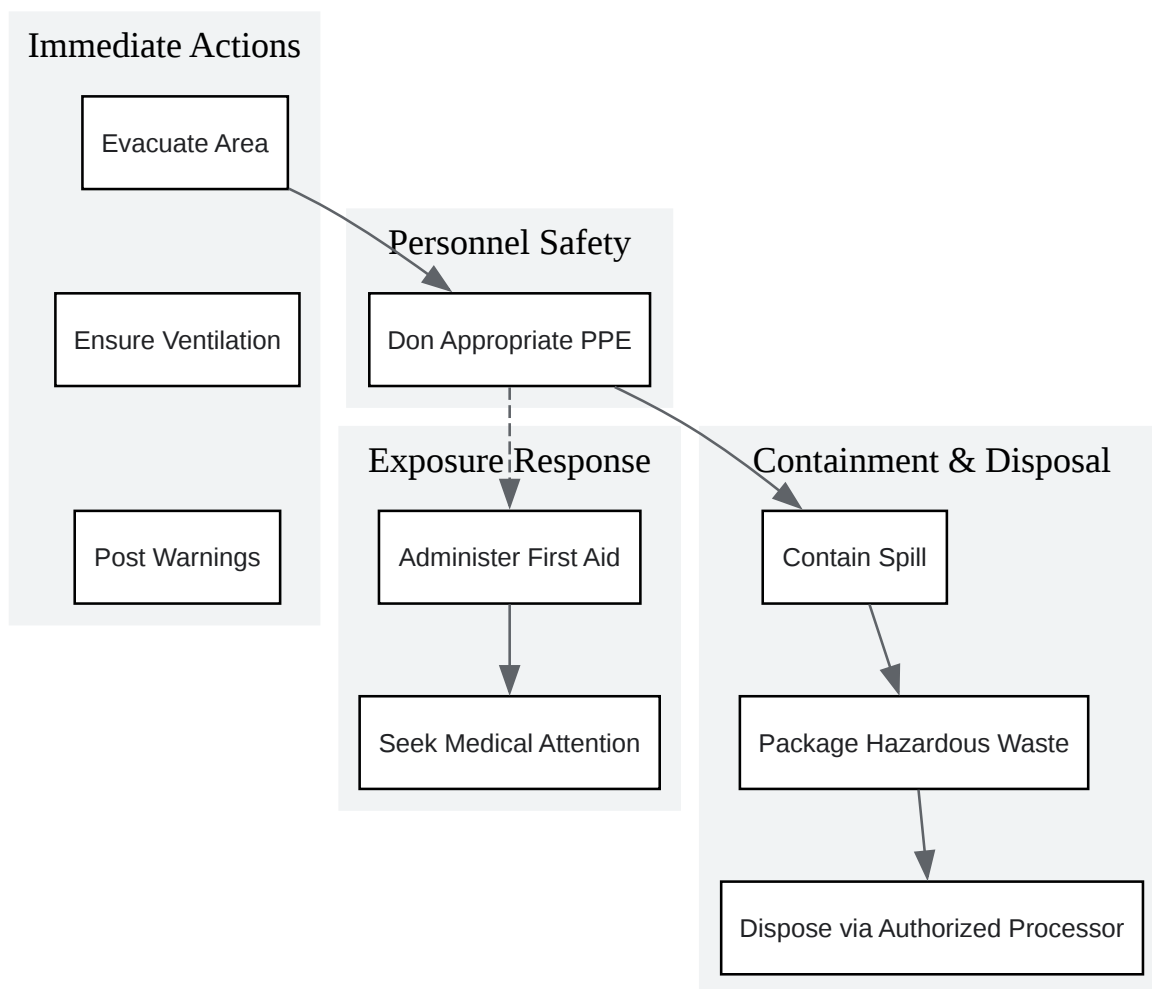 Immediate Actions
Evacuate Area
Ensure Ventilation
Post Warnings
Personnel Safety
Don Appropriate PPE
Exposure Response
Administer First Aid
Seek Medical Attention
Containment & Disposal
Contain Spill
Package Hazardous Waste
Dispose via Authorized Processor